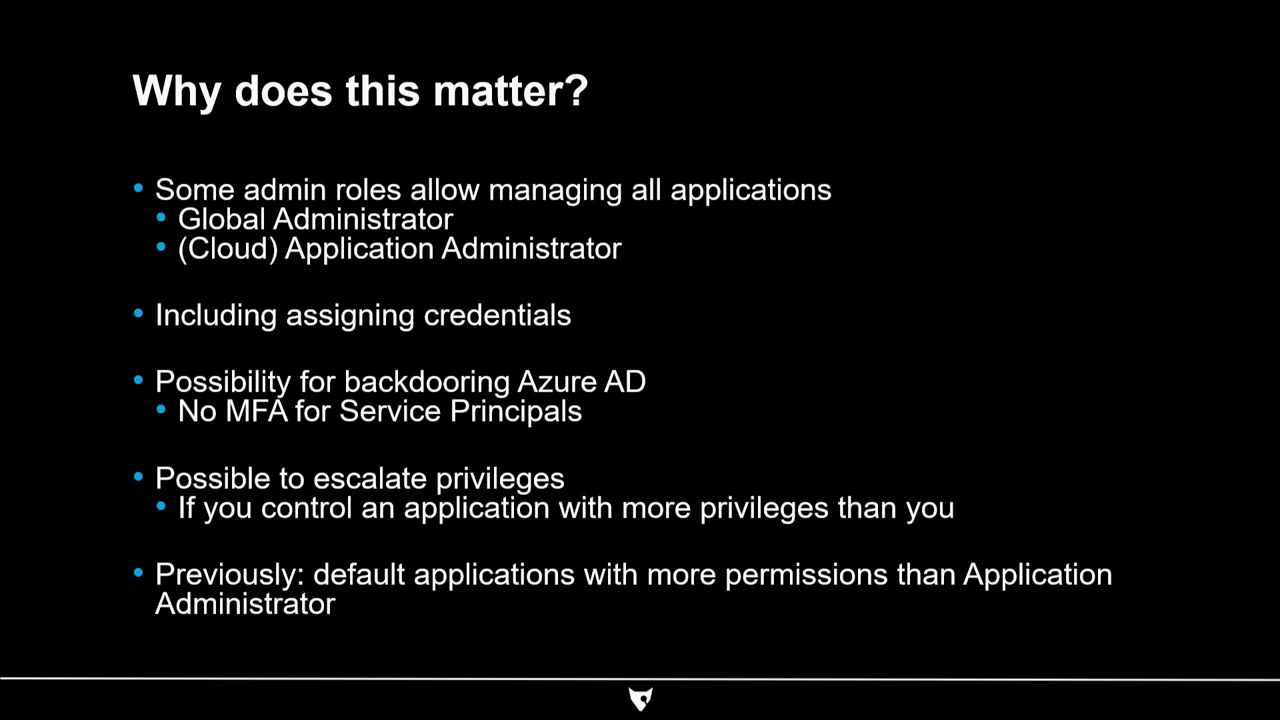 Why does this matter?
• Some admin roles allow managing all applications
• Global Administrator
• (Cloud) Application Administrator
• Including assigning credentials
• Possibility for backdooring Azure AD
• No MFA for Service Principals
• Possible to escalate privileges
• If you control an application with more privileges than you
• Previously: default applications with more permissions than Application
Administrator